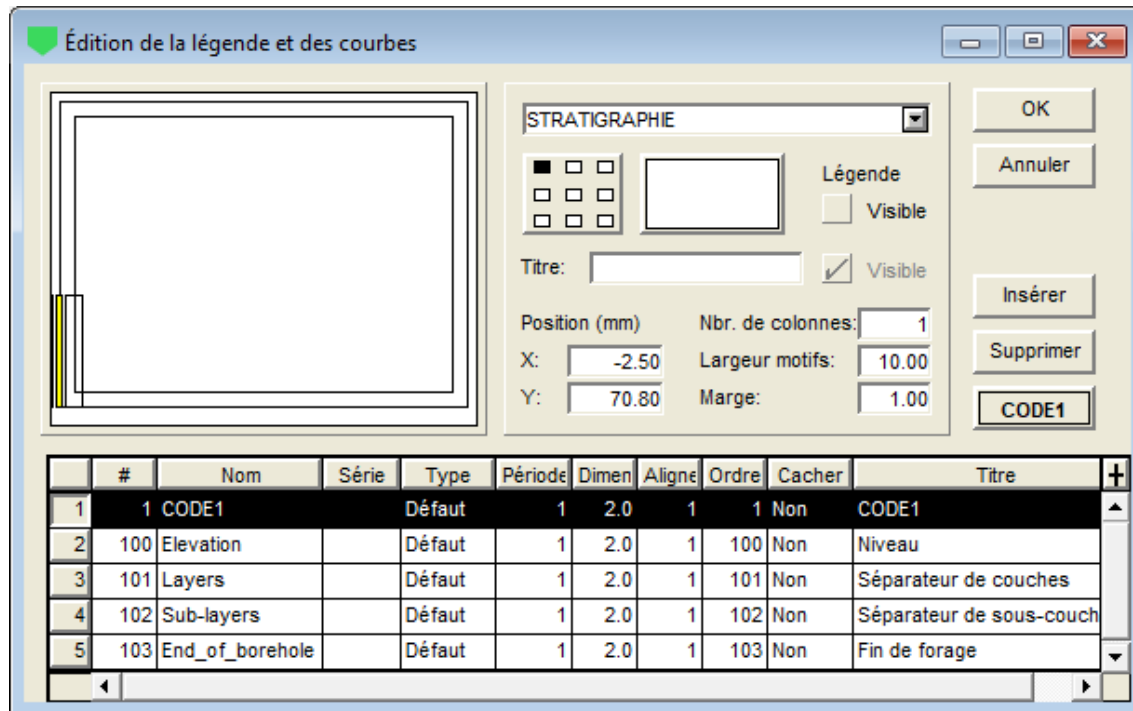 Édition de la légende et des courbes
STRATIGRAPHIE
OK
Annuler
Légende
Visible
Titre:
Visible
Insérer
Position (mm)
Nbr. de colonnes:
1
Supprimer
X:
-2.50
Largeur motifs:
10.00
Y:
70.80
Marge:
1.00
CODE1
# Nom Série Type Période Dimen Aligne Ordre Cacher Titre
1 1 CODE1 Défaut 1 2.0 1 1 Non CODE1
2 100 Elevation Défaut 1 2.0 1 100 Non Niveau
3 101 Layers Défaut 1 2.0 1 101 Non Séparateur de couches
4 102 Sub-layers Défaut 1 2.0 1 102 Non Séparateur de sous-couch
5 103 End_of_borehole Défaut 1 2.0 1 103 Non Fin de forage